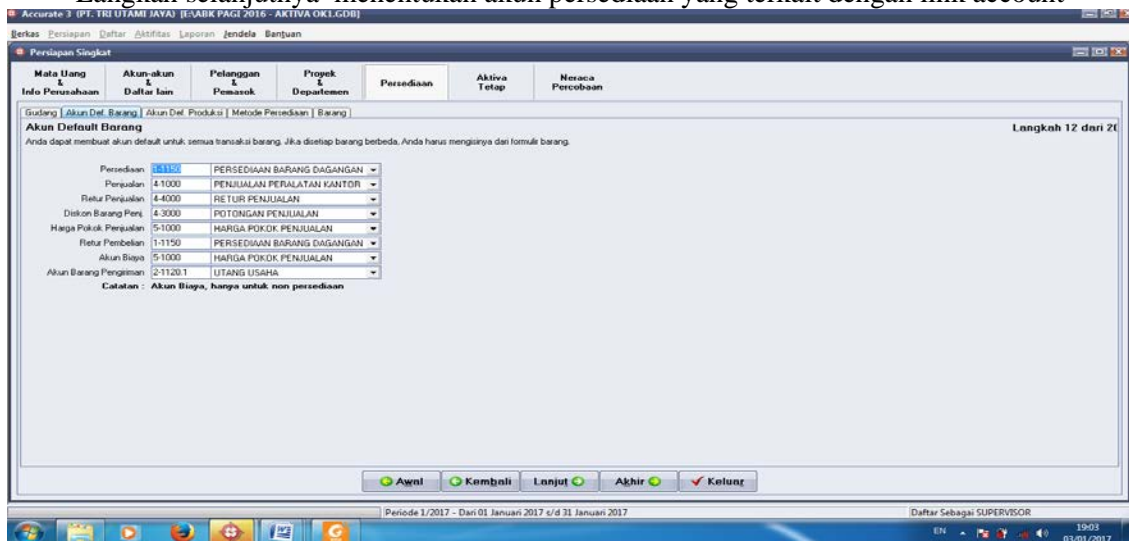 Langkah selanjutnya menentukan akun persediaan yang terkait dengan link account
Accurate 3 (PT. TRI UTAMI JAYA) [E:\ABK PAGI 2016 - AKTIVA OK1.GDB]
Berkas Persiapan Daftar Aktifitas Laporan Jendela Bantuan
Persiapan Singkat
Mata Uang & Info Perusahaan
Akun-akun & Daftar lain
Pelanggan & Pemasok
Proyek & Departemen
Persediaan
Aktiva Tetap
Neraca Percobaan
Gudang Akun Def. Barang Akun Def. Produksi Metode Persediaan Barang
Akun Default Barang Langkah 12 dari 20
Anda dapat membuat akun default untuk semua transaksi barang. Jika disetiap barang berbeda, Anda harus mengisinya dari formulir barang.
Persediaan 1-1150 PERSEDIAAN BARANG DAGANGAN
Penjualan 4-1000 PENJUALAN PERALATAN KANTOR
Retur Penjualan 4-4000 RETUR PENJUALAN
Diskon Barang Penj. 4-3000 POTONGAN PENJUALAN
Harga Pokok Penjualan 5-1000 HARGA POKOK PENJUALAN
Retur Pembelian 1-1150 PERSEDIAAN BARANG DAGANGAN
Akun Biaya 5-1000 HARGA POKOK PENJUALAN
Akun Barang Pengiriman 2-1120.1 UTANG USAHA
Catatan : Akun Biaya, hanya untuk non persediaan
Awal Kembali Lanjut Akhir Keluar
Periode 1/2017 - Dari 01 Januari 2017 s/d 31 Januari 2017 Daftar Sebagai SUPERVISOR
EN 19:03
03/01/2017